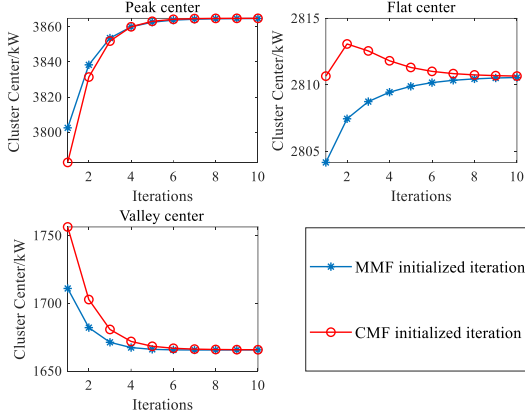 Peak center
Cluster Center/kW
3860
3840
3820
3800
2 4 6 8 10
Iterations
Flat center
Cluster Center/kW
2815
2810
2805
2 4 6 8 10
Iterations
Valley center
Cluster Center/kW
1750
1700
1650
2 4 6 8 10
Iterations
MMF initialized iteration
CMF initialized iteration